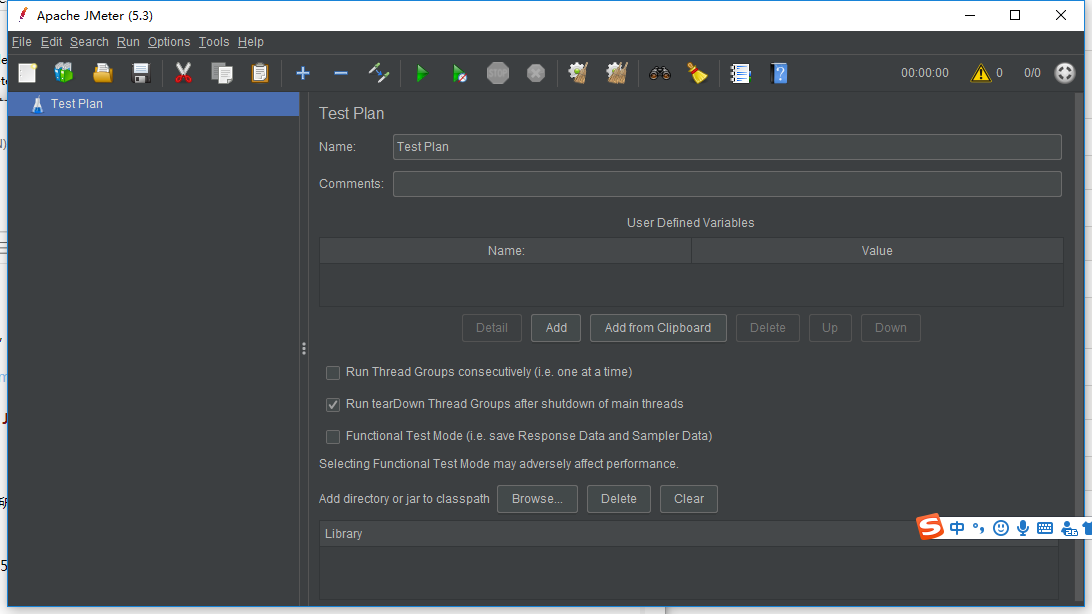 Apache JMeter (5.3)
File Edit Search Run Options Tools Help
STOP
00:00:00 0 0/0
Test Plan
Test Plan
Name: Test Plan
Comments:
User Defined Variables
Name: Value
Detail Add Add from Clipboard Delete Up Down
Run Thread Groups consecutively (i.e. one at a time)
Run tearDown Thread Groups after shutdown of main threads
Functional Test Mode (i.e. save Response Data and Sampler Data)
Selecting Functional Test Mode may adversely affect performance.
Add directory or jar to classpath Browse... Delete Clear
Library
S 中